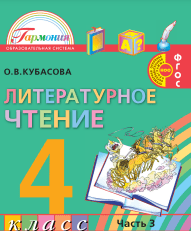 Гармония
ОБРАЗОВАТЕЛЬНАЯ СИСТЕМА
ФГОС
О.В.КУБАСОВА
ЛИТЕРАТУРНОЕ
ЧТЕНИЕ
4
класс
Часть 3